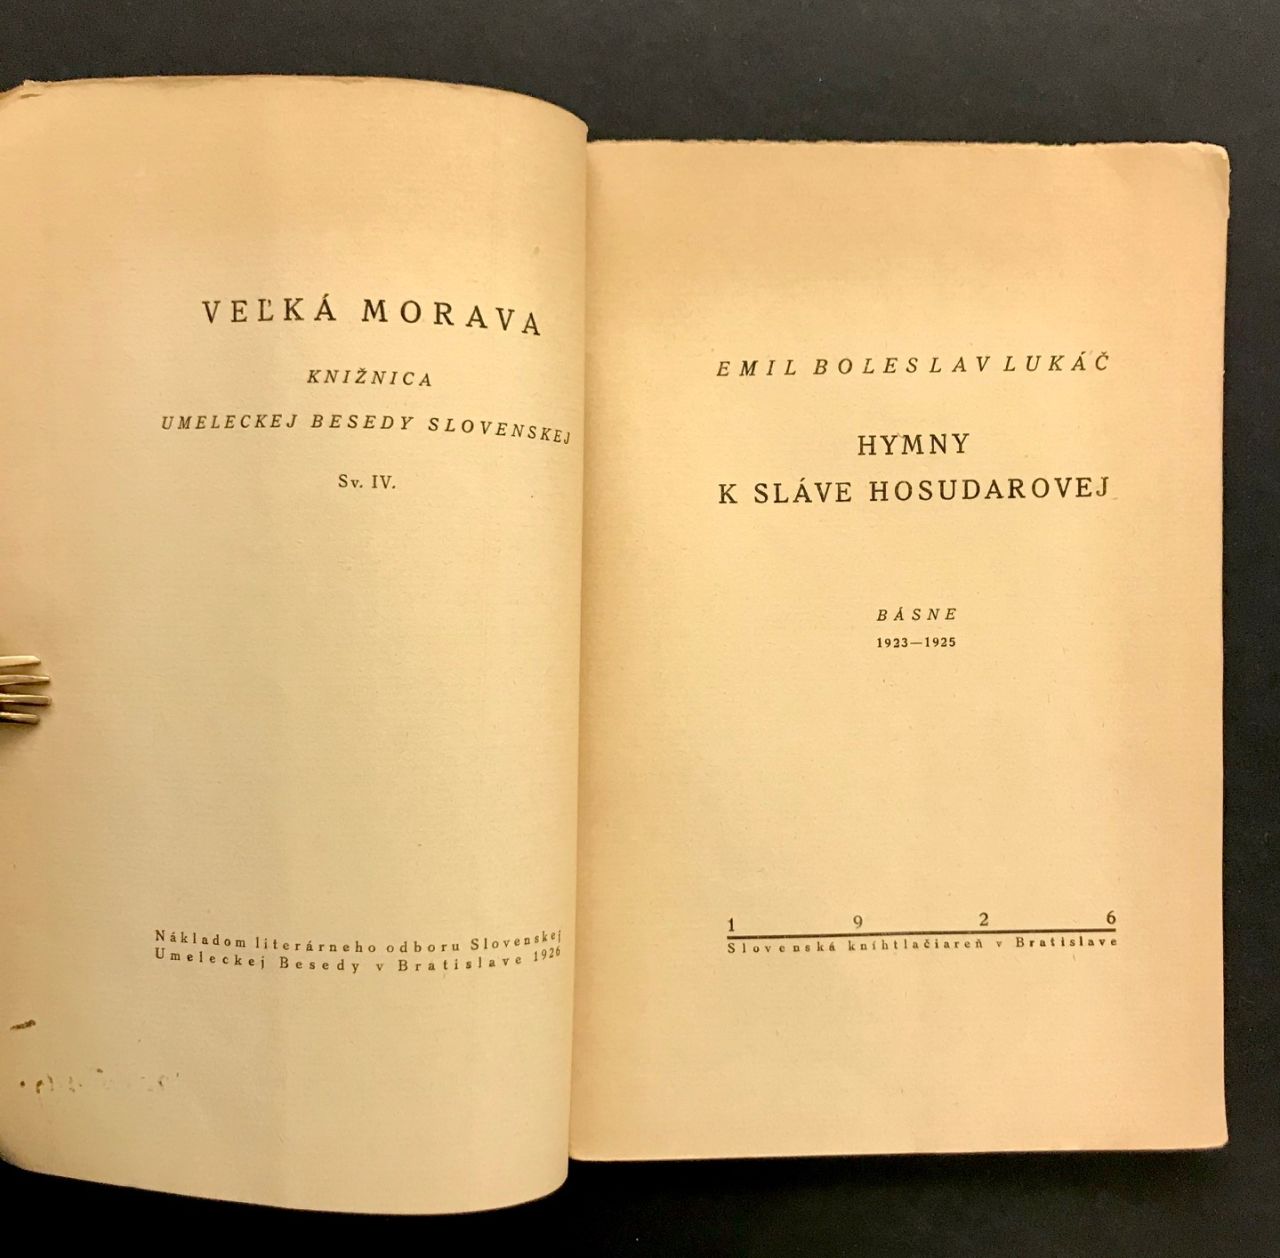 VEĽKÁ MORAVA
KNIŽNICA
UMELECKEJ BESEDY SLOVENSKEJ
Sv. IV.
Nákladom literárneho odboru Slovenskej
Umeleckej Besedy v Bratislave 1926
EMIL BOLESLAV LUKÁČ
HYMNY
K SLÁVE HOSUDAROVEJ
BÁSNE
1923—1925
1 9 2 6
Slovenská kníhtlačiareň v Bratislave